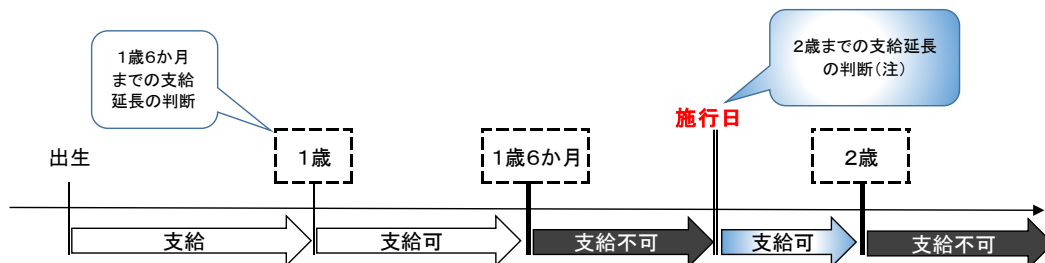 1歳6か月
までの支給
延長の判断
2歳までの支給延長
の判断(注)
施行日
出生
1歳
1歳6か月
2歳
支給
支給可
支給不可
支給可
支給不可